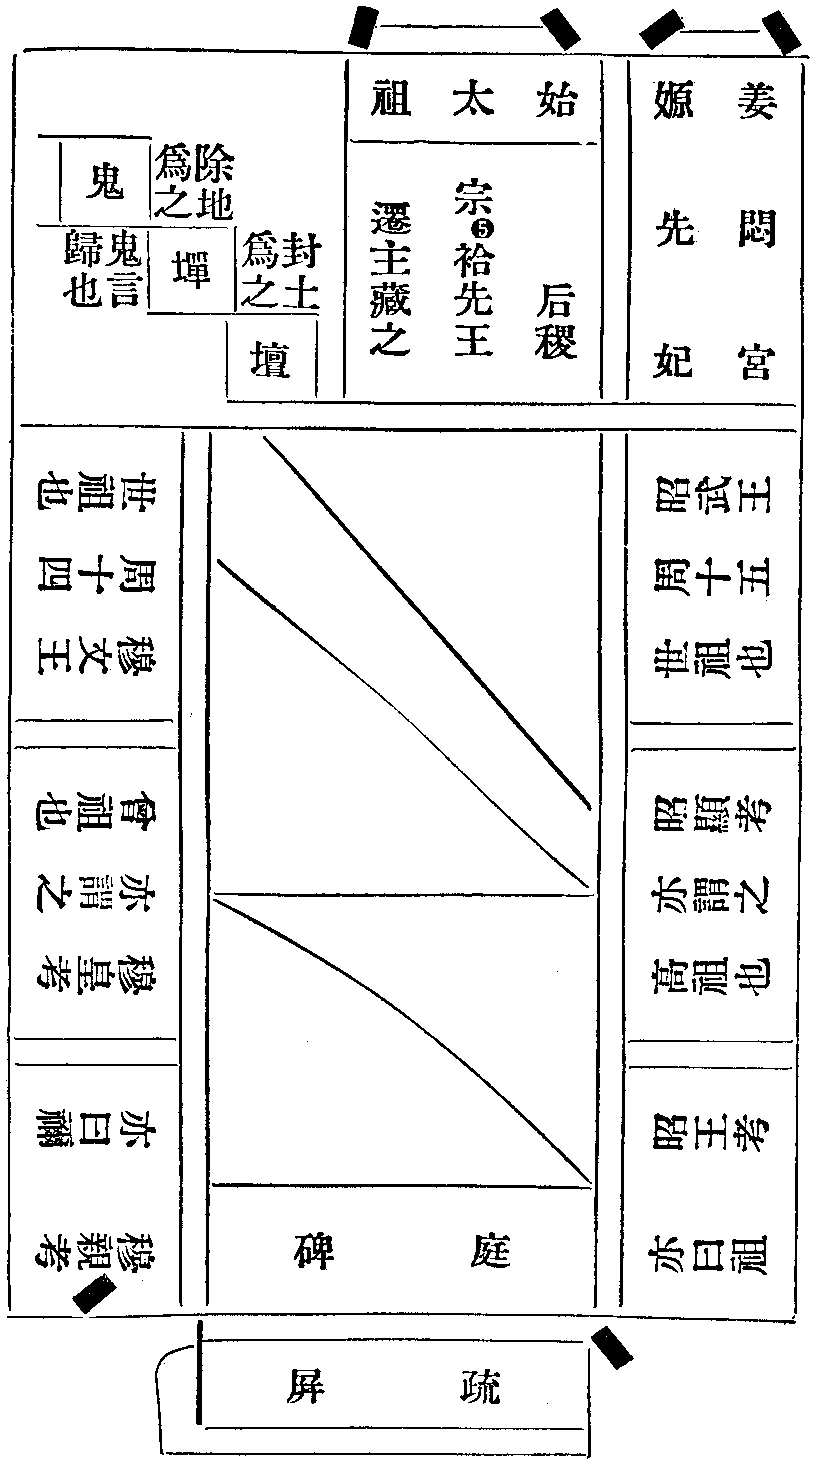 姜悶宮
嫄先妃
始太祖
后稷
宗❺祫先王
遷主藏之
封土
爲之
壇
除地
爲之
墠
鬼
鬼言
歸也
昭武王
周十五
世祖也
昭顯考
亦謂之
高祖也
昭王考
亦曰祖
穆文王
周十四
世祖也
穆皇考
亦謂之
曾祖也
穆親考
亦曰禰
庭碑
疏屏